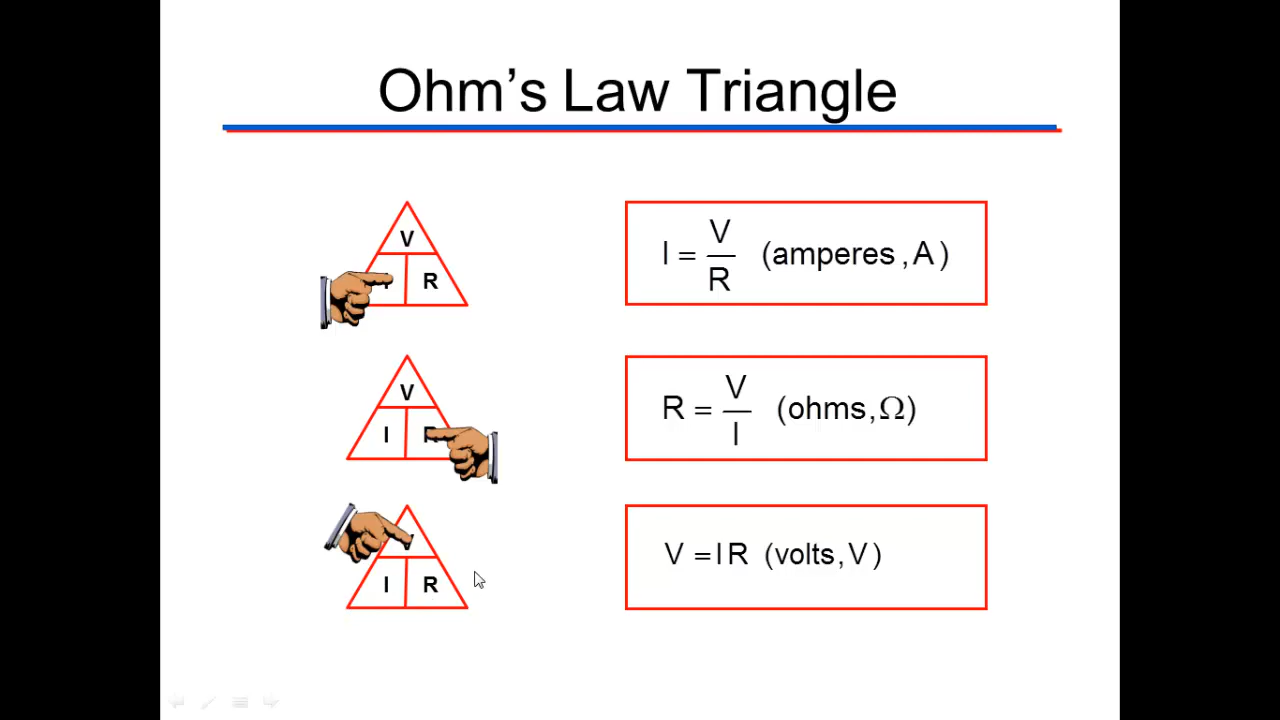 Ohm's Law Triangle
V
R
I = V/R (amperes, A)
V
I
R = V/I (ohms, Ω)
I R
V = I R (volts, V)